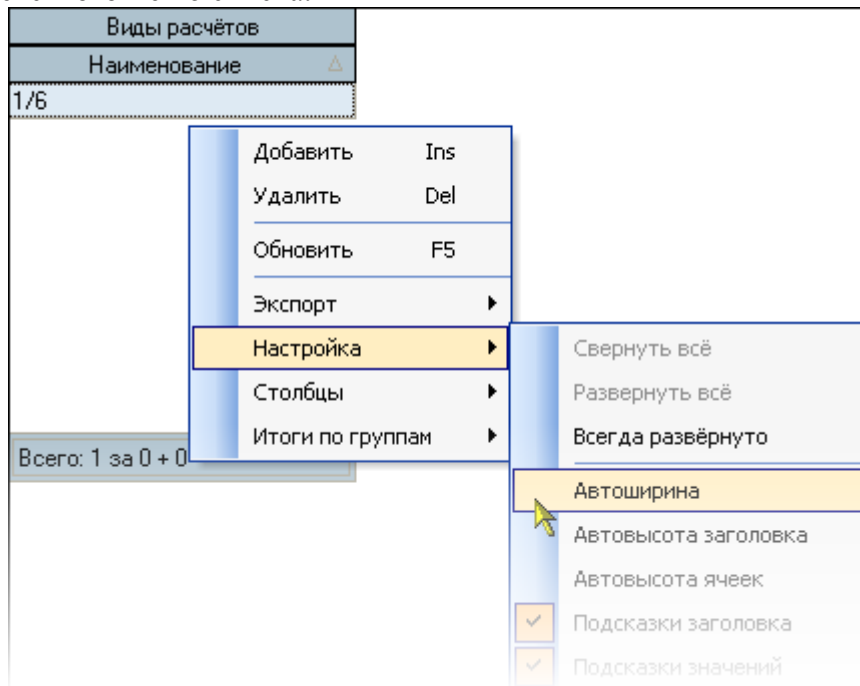 Виды расчётов
Наименование
1/6
Добавить Ins
Удалить Del
Обновить F5
Экспорт
Настройка
Столбцы
Итоги по группам
Всего: 1 за 0 + 0
Свернуть всё
Развернуть всё
Всегда развёрнуто
Автоширина
Автовысота заголовка
Автовысота ячеек
Подсказки заголовка
Подсказки значений